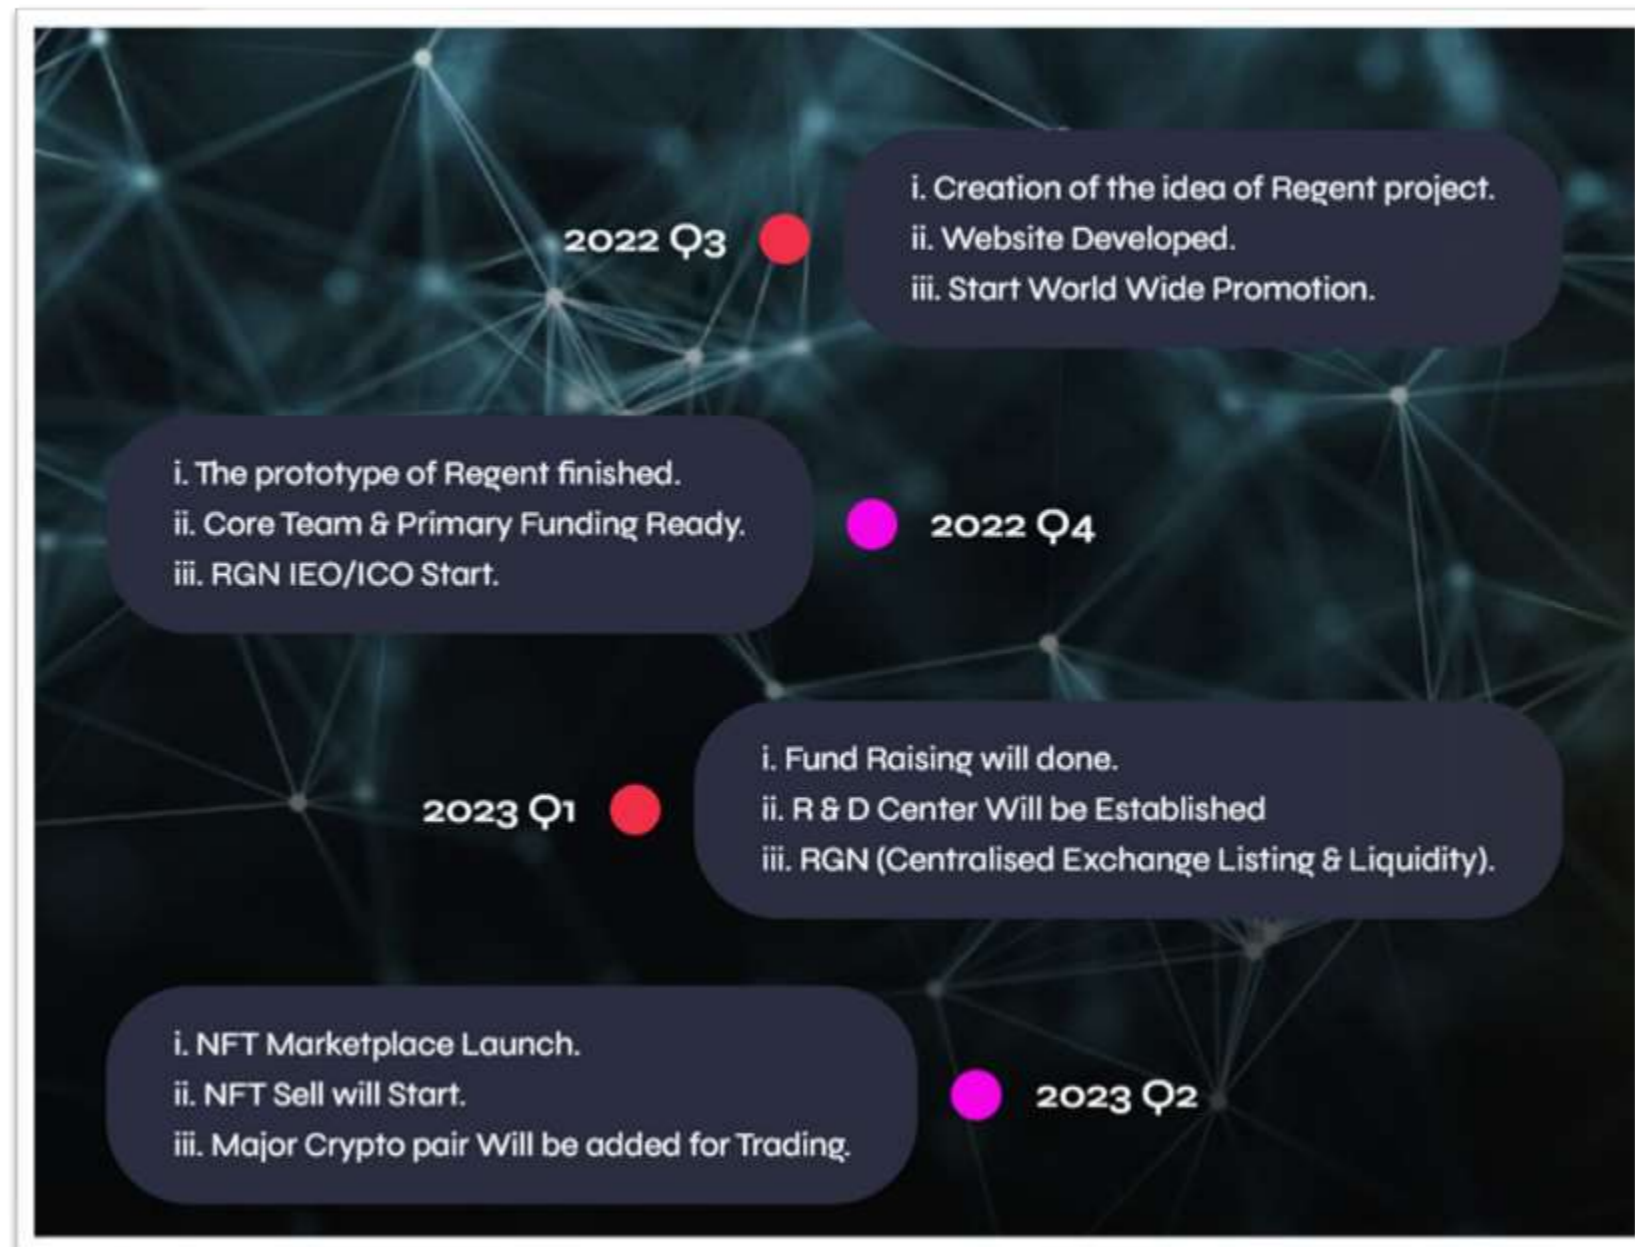 2022 Q3
i. Creation of the idea of Regent project.
ii. Website Developed.
iii. Start World Wide Promotion.
i. The prototype of Regent finished.
ii. Core Team & Primary Funding Ready.
iii. RGN IEO/ICO Start.
2022 Q4
2023 Q1
i. Fund Raising will done.
ii. R & D Center Will be Established
iii. RGN (Centralised Exchange Listing & Liquidity).
i. NFT Marketplace Launch.
ii. NFT Sell will Start.
iii. Major Crypto pair Will be added for Trading.
2023 Q2